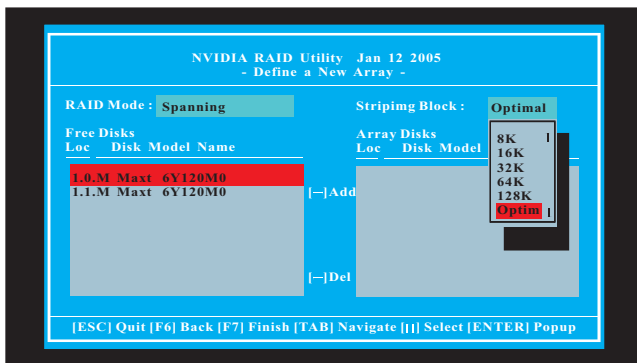 NVIDIA RAID Utility Jan 12 2005
- Define a New Array -
RAID Mode : Spanning
Stripimg Block : Optimal
Free Disks
Loc Disk Model Name
Array Disks
Loc Disk Model
8K
16K
32K
64K
128K
Optim
1.0.M Maxt 6Y120M0
1.1.M Maxt 6Y120M0
[—]Add
[—]Del
[ESC] Quit [F6] Back [F7] Finish [TAB] Navigate [||] Select [ENTER] Popup